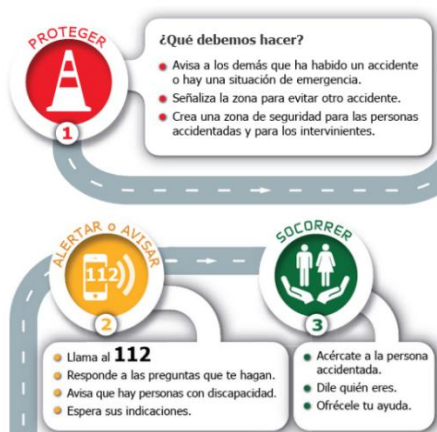 PROTEGER
1
¿Qué debemos hacer?
Avisa a los demás que ha habido un accidente
o hay una situación de emergencia.
Señaliza la zona para evitar otro accidente.
Crea una zona de seguridad para las personas
accidentadas y para los intervinientes.
ALERTAR o AVISAR
112
2
Llama al 112
Responde a las preguntas que te hagan.
Avisa que hay personas con discapacidad.
Espera sus indicaciones.
SOCORRER
3
Acércate a la persona
accidentada.
Dile quién eres.
Ofrécele tu ayuda.